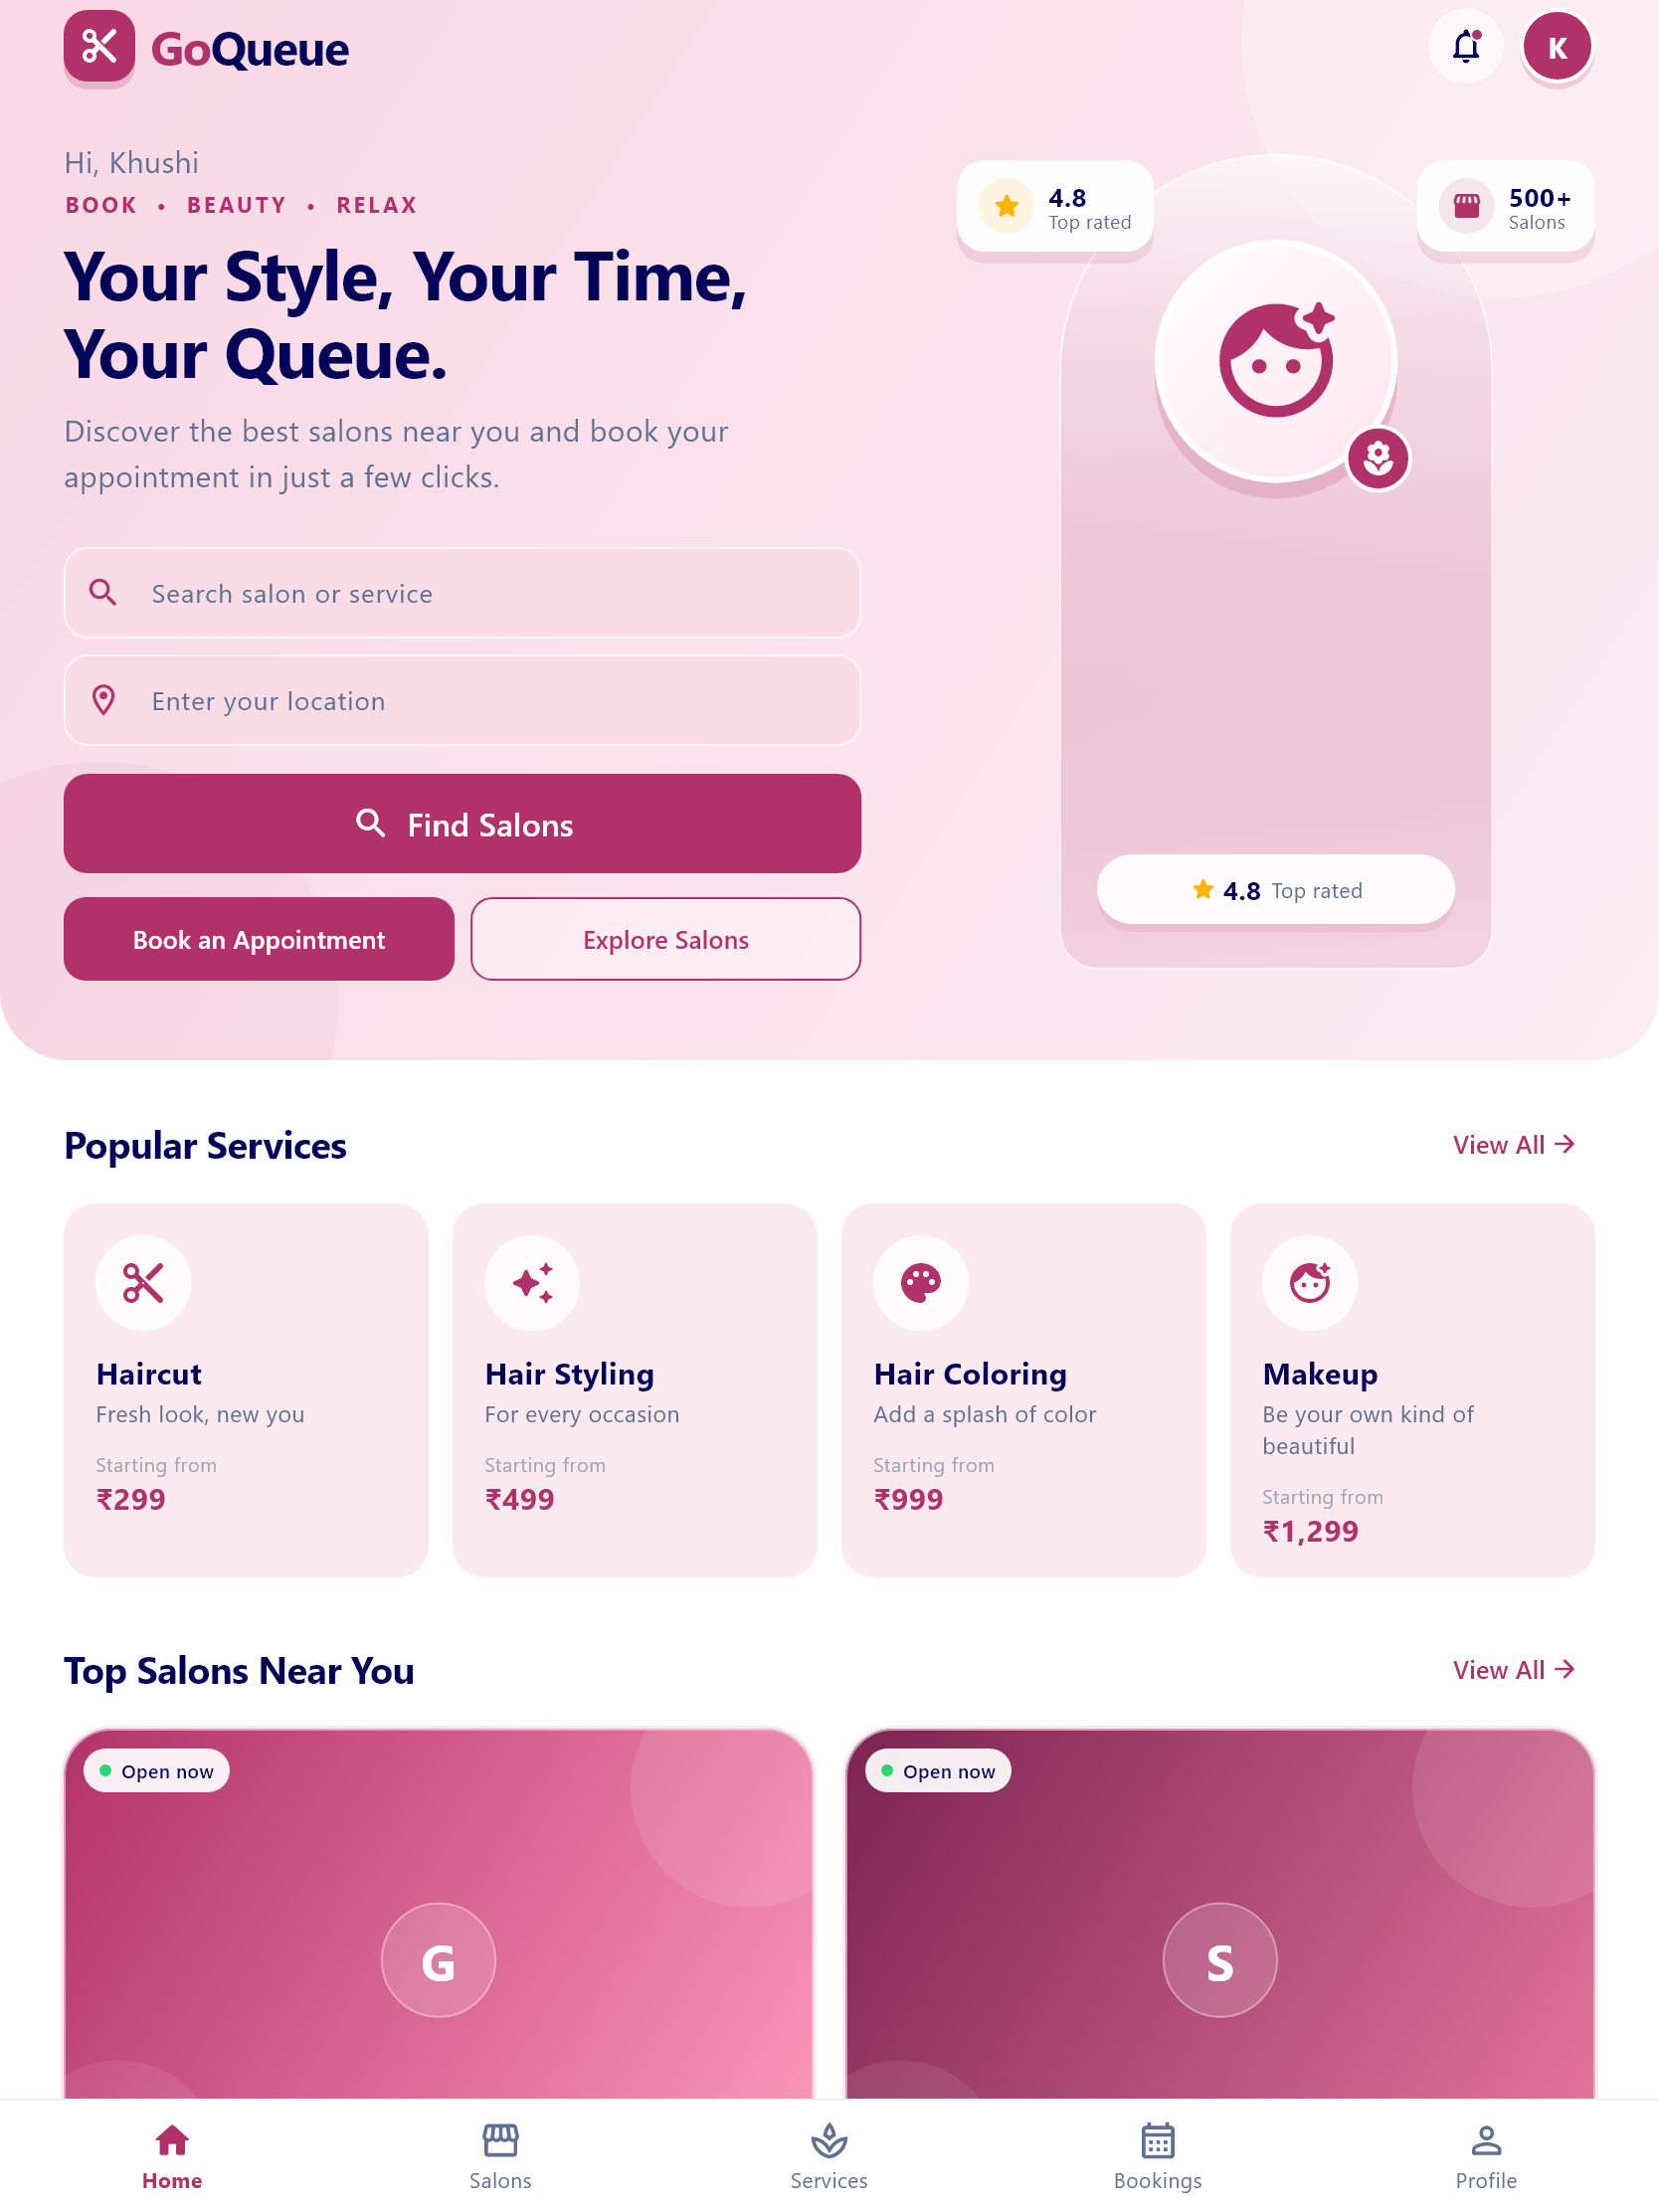 GoQueue
K
Hi, Khushi
BOOK • BEAUTY • RELAX
Your Style, Your Time,
Your Queue.
Discover the best salons near you and book your
appointment in just a few clicks.
Search salon or service
Enter your location
Find Salons
Book an Appointment
Explore Salons
4.8
Top rated
500+
Salons
4.8 Top rated
Popular Services
View All
Haircut
Fresh look, new you
Starting from
₹299
Hair Styling
For every occasion
Starting from
₹499
Hair Coloring
Add a splash of color
Starting from
₹999
Makeup
Be your own kind of
beautiful
Starting from
₹1,299
Top Salons Near You
View All
Open now
G
Open now
S
Home
Salons
Services
Bookings
Profile